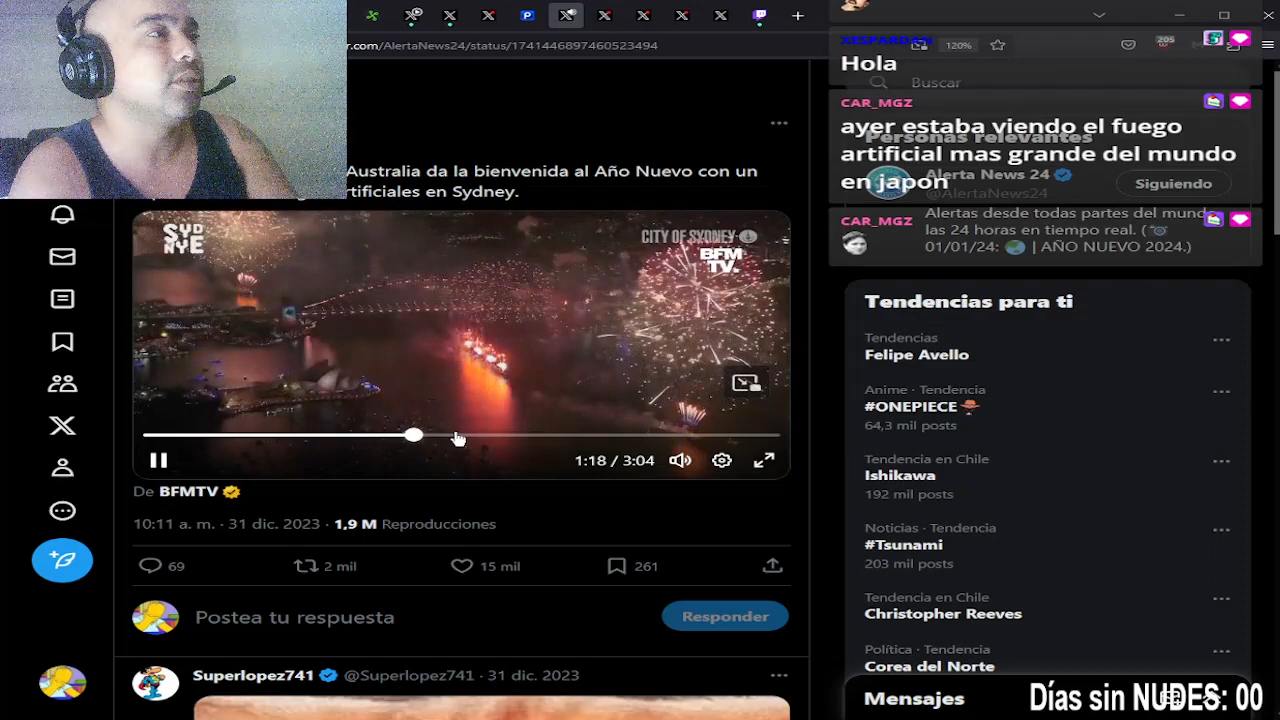 r.com/AlertaNews24/status/1741446897460523494
120%
205
Australia da la bienvenida al Año Nuevo con un
rtificiales en Sydney.
SYD
NYE
CITY OF SYDNEY
BFM
TV.
1:18 / 3:04
De BFMTV
10:11 a. m. · 31 dic. 2023 · 1,9 M Reproducciones
69
2 mil
15 mil
261
Postea tu respuesta
Responder
Superlopez741 @Superlopez741 · 31 dic. 2023
XESPARDAN
Hola
Buscar
CAR_MGZ
ayer estaba viendo el fuego
artificial mas grande del mundo
en japon
Personas relevantes
Alerta News 24
@AlertaNews24
Siguiendo
CAR_MGZ
Alertas desde todas partes del mundo
las 24 horas en tiempo real. (
01/01/24: | AÑO NUEVO 2024.)
Tendencias para ti
Tendencias
Felipe Avello
Anime · Tendencia
#ONEPIECE
64,3 mil posts
Tendencia en Chile
Ishikawa
192 mil posts
Noticias · Tendencia
#Tsunami
203 mil posts
Tendencia en Chile
Christopher Reeves
Política · Tendencia
Corea del Norte
Mensajes
Días sin NUDES: 00